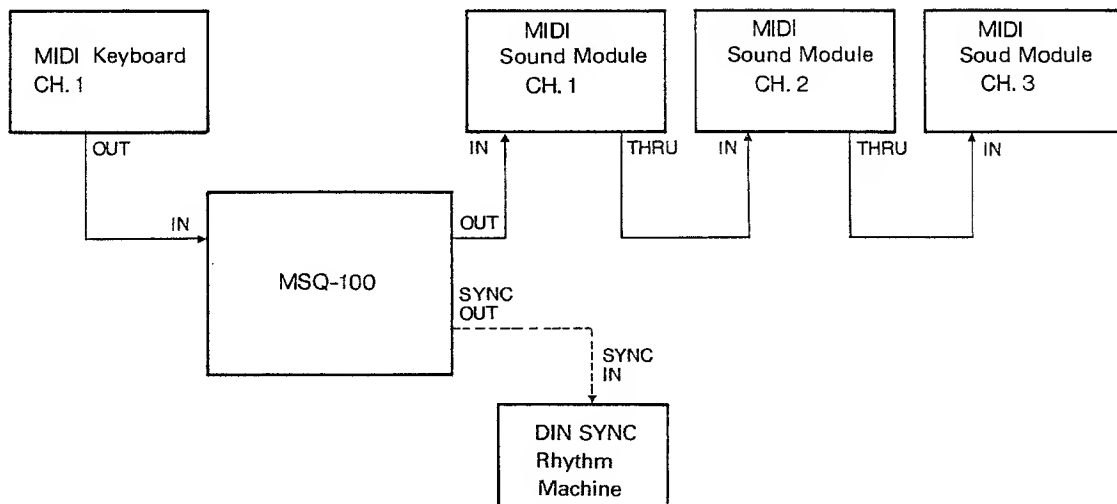 MIDI Keyboard
CH. 1
OUT
IN
MSQ-100
OUT
SYNC
OUT
MIDI
Sound Module
CH. 1
IN
THRU
MIDI
Sound Module
CH. 2
IN
THRU
MIDI
Soud Module
CH. 3
IN
SYNC
IN
DIN SYNC
Rhythm
Machine